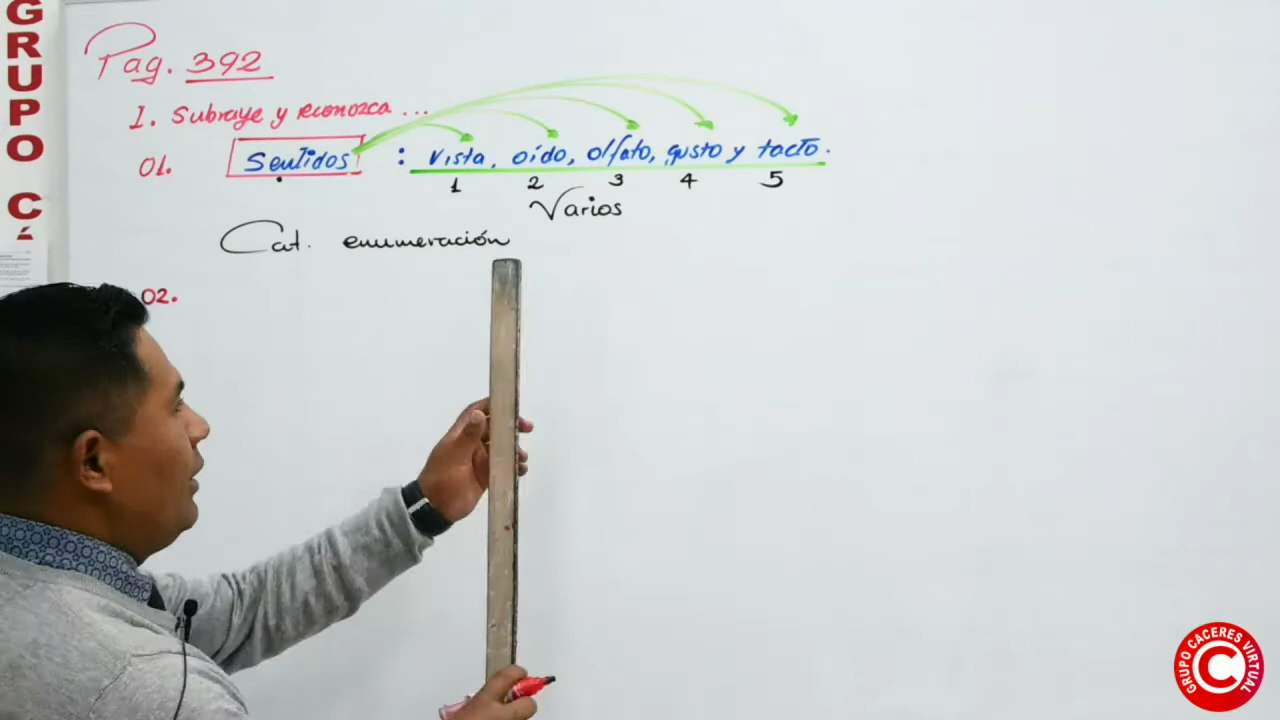 GRUPO CÁ
Pag. 392
I. Subraye y reconozca ...
01. Sentidos : vista, oído, olfato, gusto y tacto.
1 2 3 4 5
Varios
Cat. enumeración
02.
GRUPO CACERES VIRTUAL
C